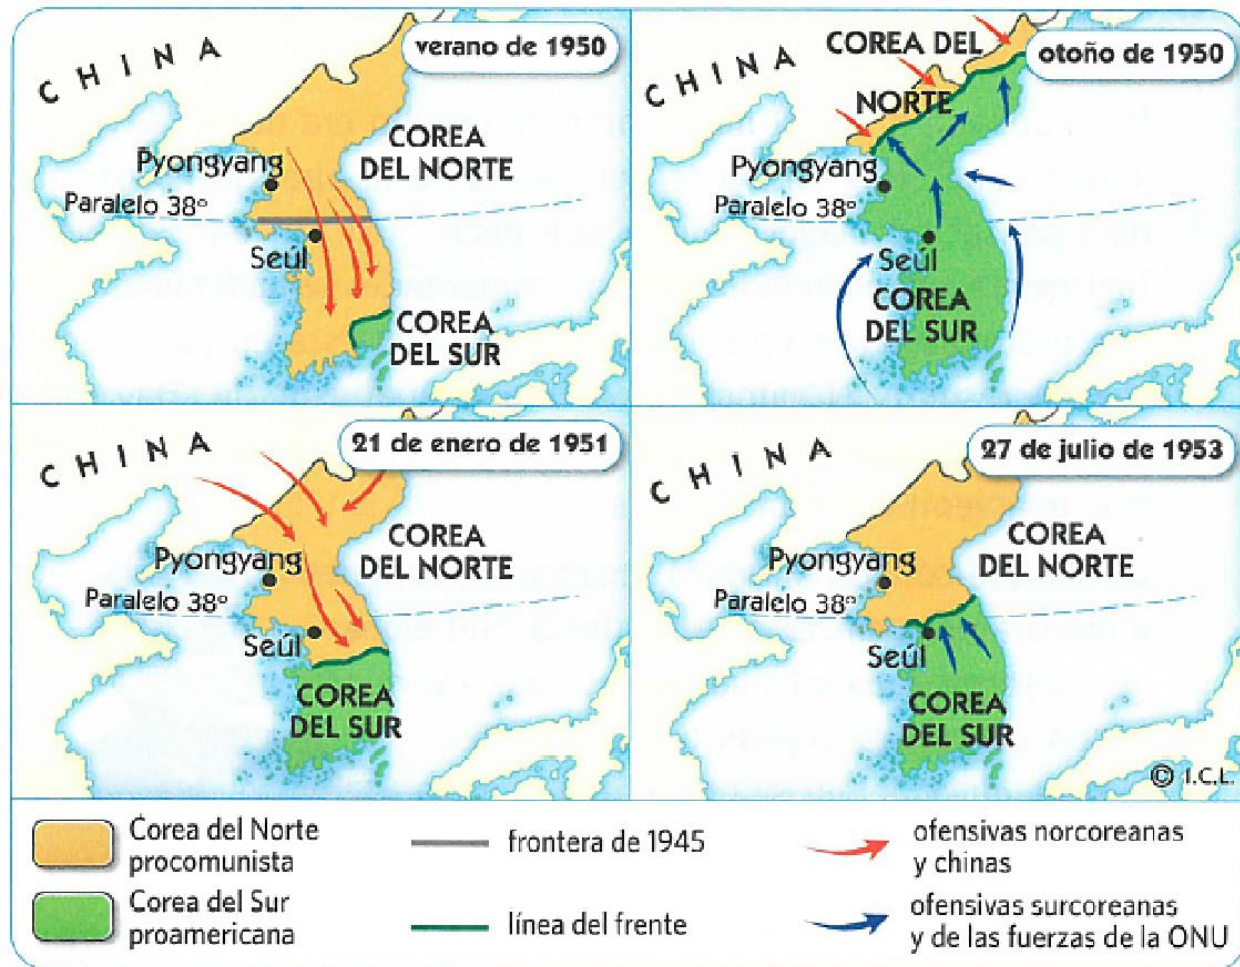 CHINA
verano de 1950
COREA
DEL NORTE
Pyongyang
Paralelo 38º
Seúl
COREA
DEL SUR
CHINA
COREA DEL
NORTE
otoño de 1950
Pyongyang
Paralelo 38º
Seúl
COREA
DEL SUR
CHINA
21 de enero de 1951
COREA
DEL NORTE
Pyongyang
Paralelo 38º
Seúl
COREA
DEL SUR
CHINA
27 de julio de 1953
COREA
DEL NORTE
Pyongyang
Paralelo 38º
Seúl
COREA
DEL SUR
© I.C.L.
Corea del Norte
procomunista
frontera de 1945
ofensivas norcoreanas
y chinas
Corea del Sur
proamericana
línea del frente
ofensivas surcoreanas
y de las fuerzas de la ONU